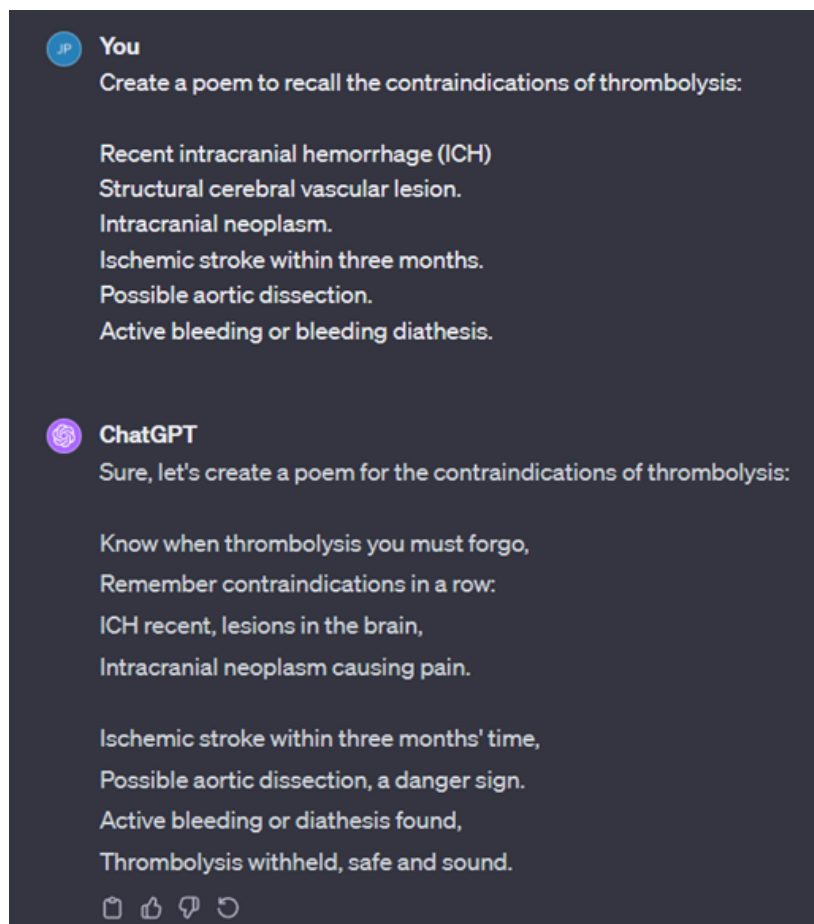 JP
You
Create a poem to recall the contraindications of thrombolysis:
Recent intracranial hemorrhage (ICH)
Structural cerebral vascular lesion.
Intracranial neoplasm.
Ischemic stroke within three months.
Possible aortic dissection.
Active bleeding or bleeding diathesis.
ChatGPT
Sure, let's create a poem for the contraindications of thrombolysis:
Know when thrombolysis you must forgo,
Remember contraindications in a row:
ICH recent, lesions in the brain,
Intracranial neoplasm causing pain.
Ischemic stroke within three months' time,
Possible aortic dissection, a danger sign.
Active bleeding or diathesis found,
Thrombolysis withheld, safe and sound.